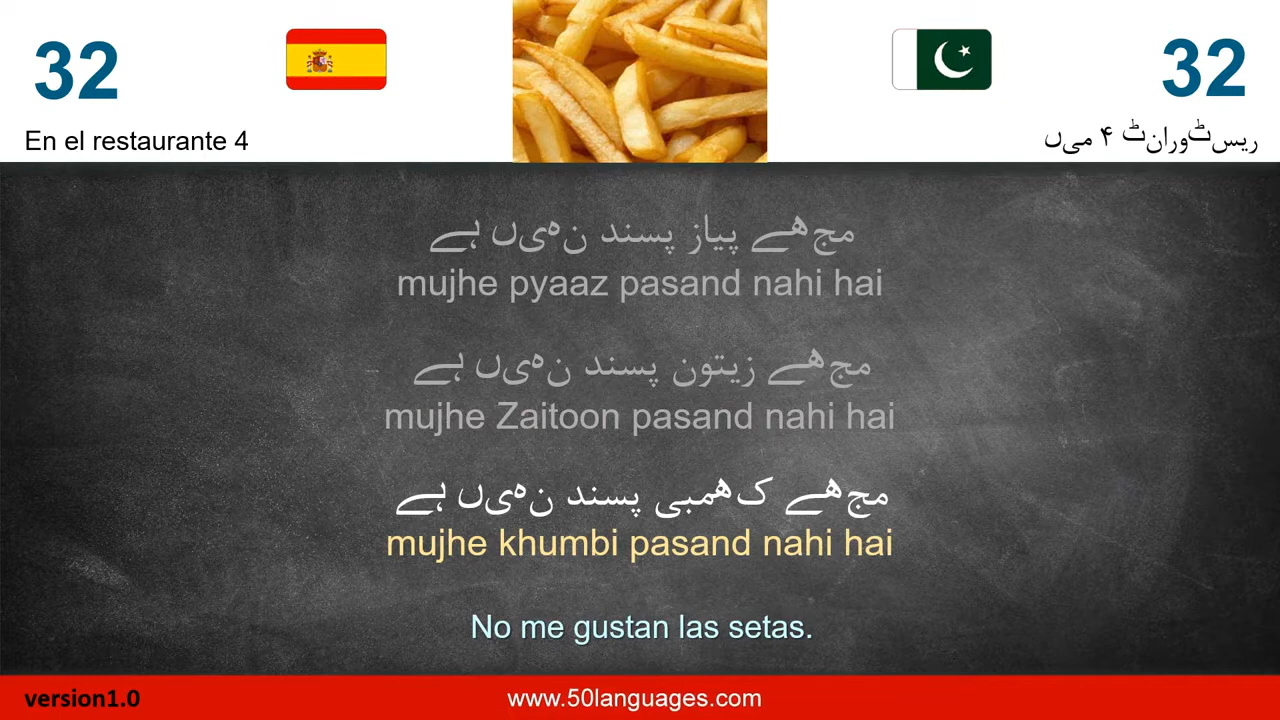 32
32
En el restaurante 4
ریسٹورانٹ ۴ میں
مجھے پیاز پسند نہیں ہے
mujhe pyaaz pasand nahi hai
مجھے زیتون پسند نہیں ہے
mujhe Zaitoon pasand nahi hai
مجھے کھمبی پسند نہیں ہے
mujhe khumbi pasand nahi hai
No me gustan las setas.
version1.0
www.50languages.com